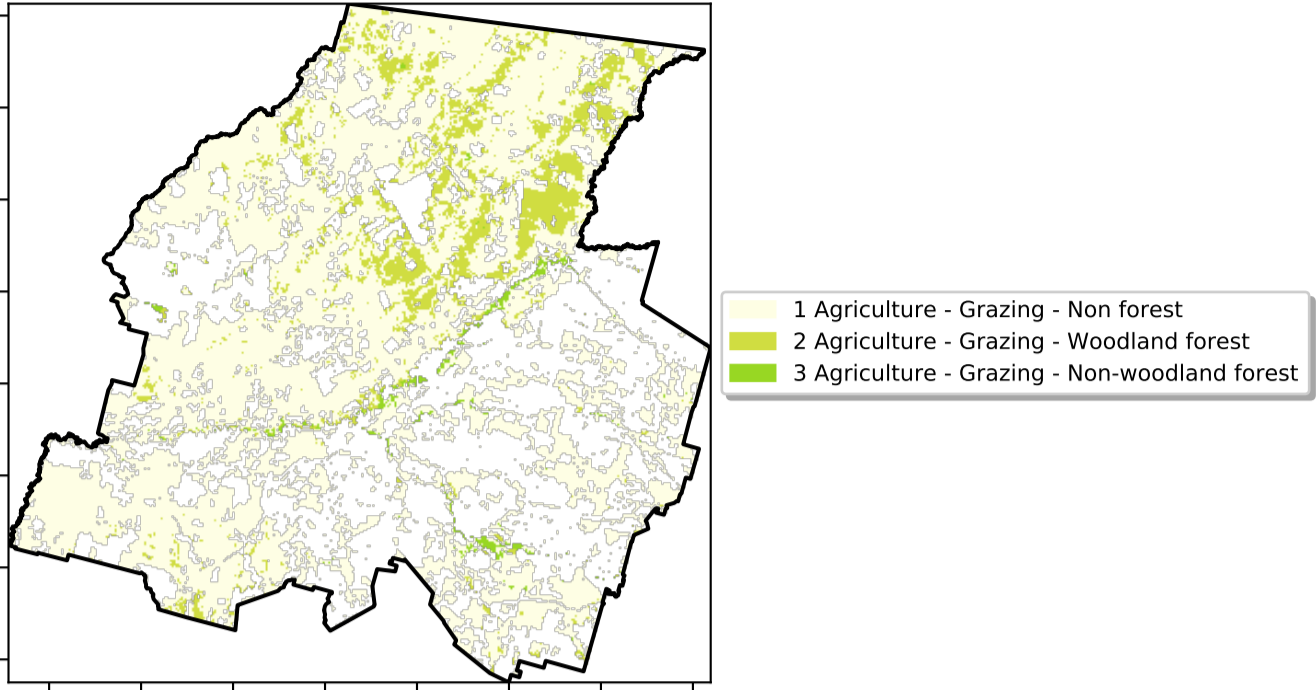 1 Agriculture - Grazing - Non forest
2 Agriculture - Grazing - Woodland forest
3 Agriculture - Grazing - Non-woodland forest